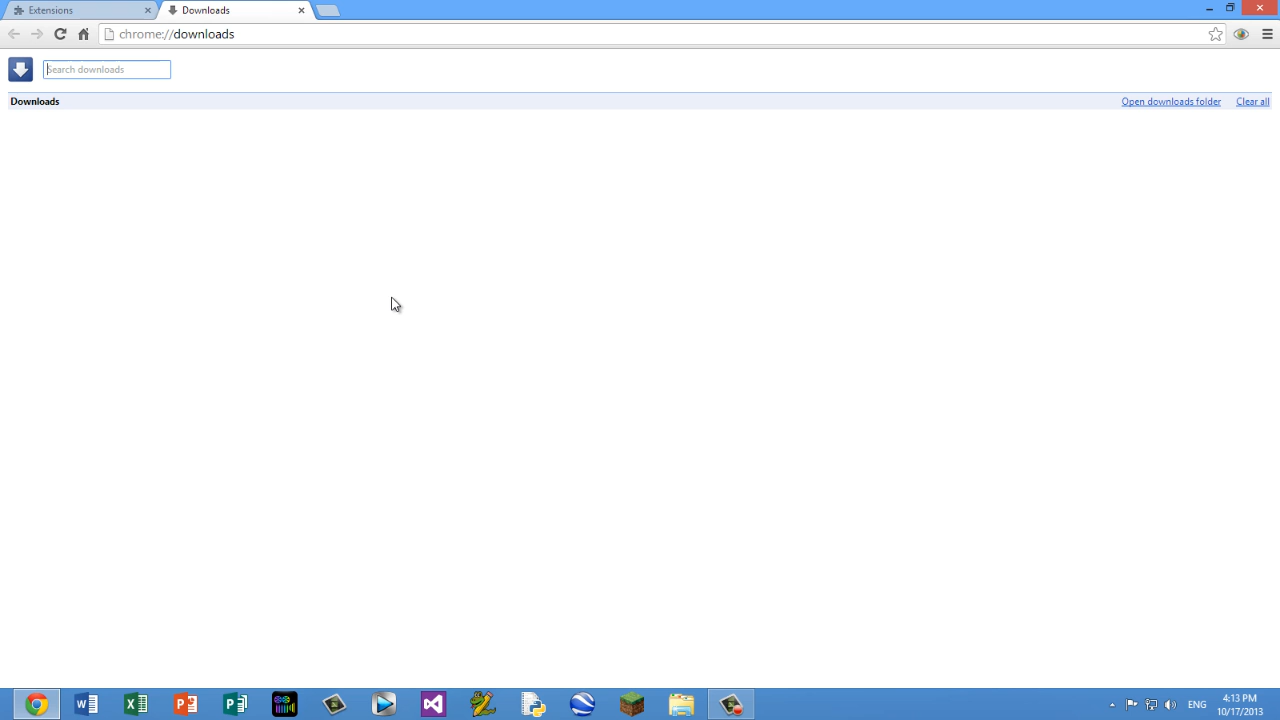 Extensions
Downloads
chrome://downloads
Search downloads
Downloads
Open downloads folder
Clear all
ENG
4:13 PM
10/17/2013